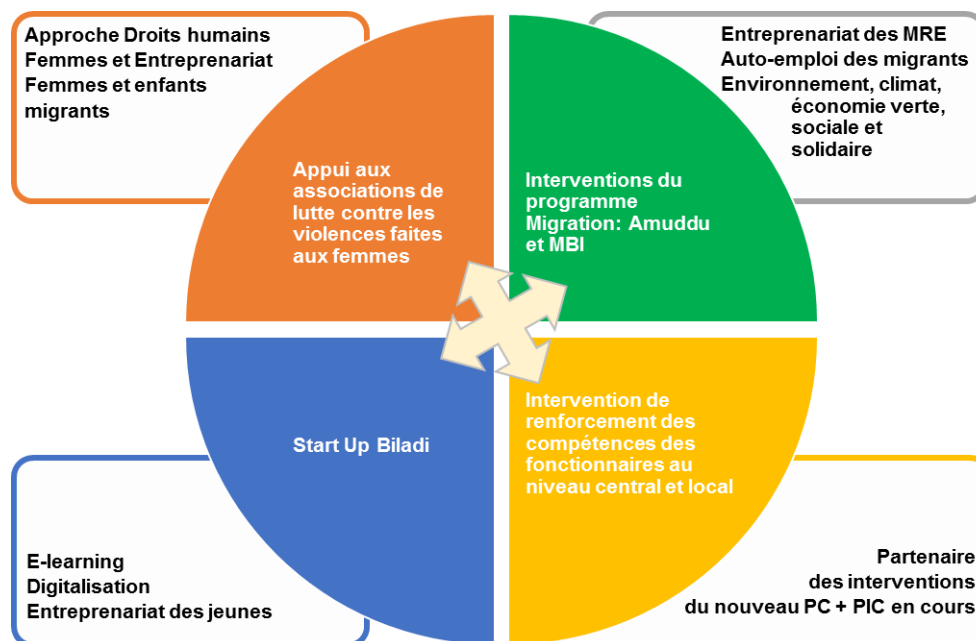 Approche Droits humains
Femmes et Entreprenariat
Femmes et enfants
migrants
Entreprenariat des MRE
Auto-emploi des migrants
Environnement, climat,
économie verte,
sociale et
solidaire
Appui aux
associations de
lutte contre les
violences faites
aux femmes
Interventions du
programme
Migration: Amuddu
et MBI
Start Up Biladi
Intervention de
renforcement des
compétences des
fonctionnaires au
niveau central et local
E-learning
Digitalisation
Entreprenariat des jeunes
Partenaire
des interventions
du nouveau PC + PIC en cours